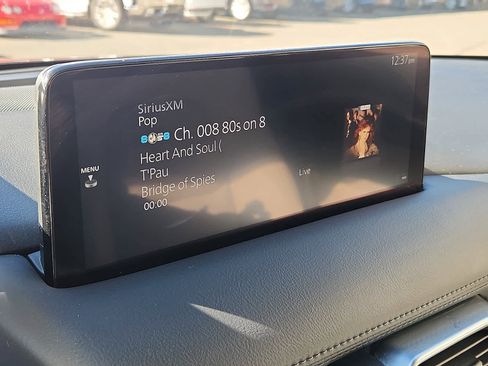 12:37
SiriusXM
Pop
Ch. 008 80s on 8
Heart And Soul (
T'Pau
Bridge of Spies
00:00
Live
MENU